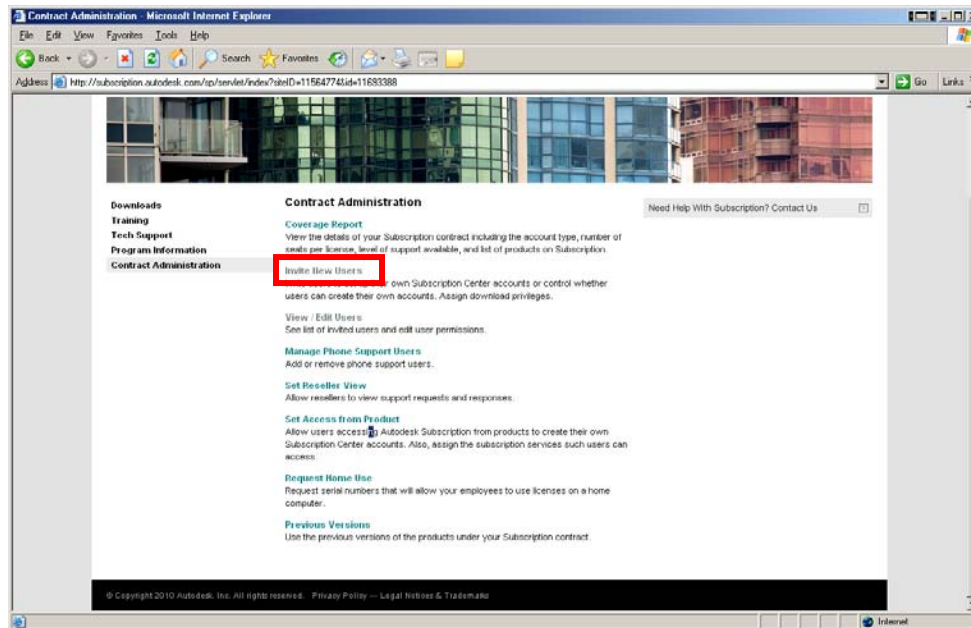 Contract Administration - Microsoft Internet Explorer
File Edit View Favorites Tools Help
Back Search Favorites
Address http://subscription.autodesk.com/sp/servlet/index?siteID=11564774&id=11693388 Go Links
Downloads
Training
Tech Support
Program Information
Contract Administration
Contract Administration
Coverage Report
View the details of your Subscription contract including the account type, number of
seats per license, level of support available, and list of products on Subscription.
Invite New Users
their own Subscription Center accounts or control whether
users can create their own accounts. Assign download privileges.
View / Edit Users
See list of invited users and edit user permissions.
Manage Phone Support Users
Add or remove phone support users.
Set Reseller View
Allow resellers to view support requests and responses.
Set Access from Product
Allow users accessing Autodesk Subscription from products to create their own
Subscription Center accounts. Also, assign the subscription services such users can
access.
Request Home Use
Request serial numbers that will allow your employees to use licenses on a home
computer.
Previous Versions
Use the previous versions of the products under your Subscription contract.
Need Help With Subscription? Contact Us
© Copyright 2010 Autodesk, Inc. All rights reserved. Privacy Policy — Legal Notices & Trademarks
Internet